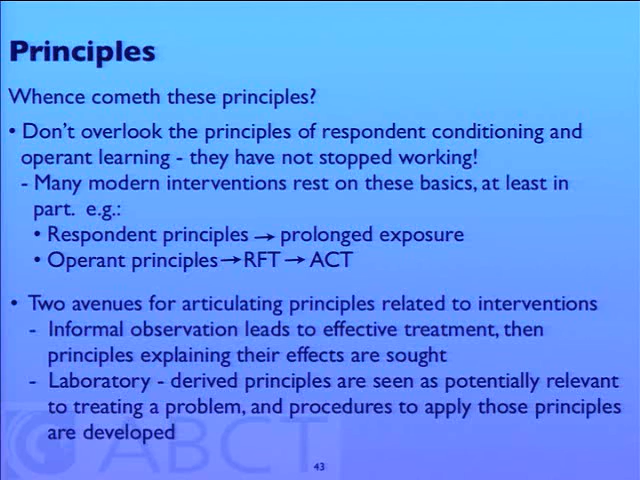 Principles
Whence cometh these principles?
• Don't overlook the principles of respondent conditioning and
operant learning - they have not stopped working!
- Many modern interventions rest on these basics, at least in
part. e.g.:
• Respondent principles → prolonged exposure
• Operant principles → RFT → ACT
• Two avenues for articulating principles related to interventions
- Informal observation leads to effective treatment, then
principles explaining their effects are sought
- Laboratory - derived principles are seen as potentially relevant
to treating a problem, and procedures to apply those principles
are developed
ABCT
43